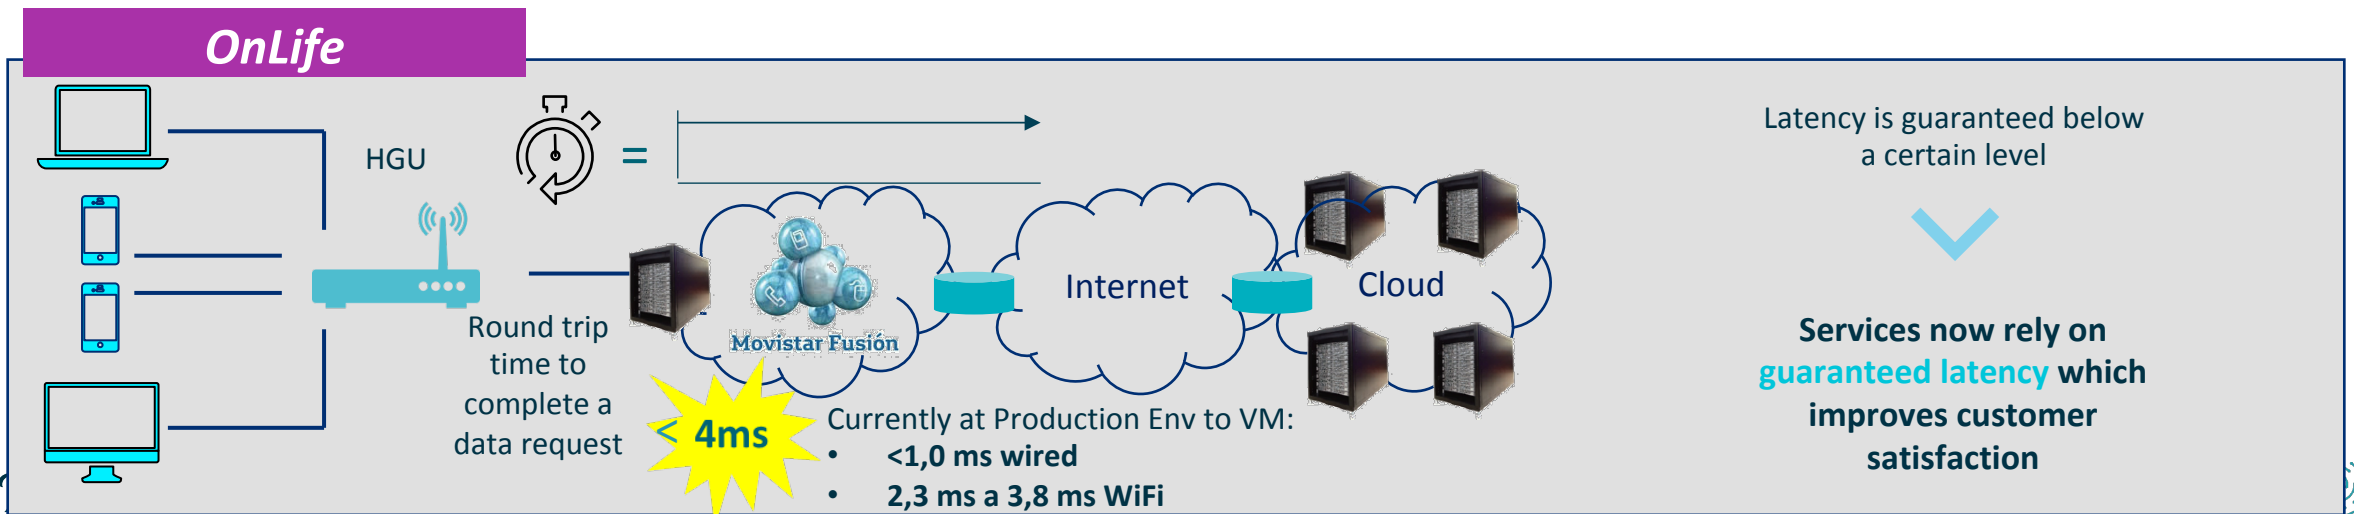 OnLife
HGU
=
Round trip
time to
complete a
data request
Movistar Fusión
Internet
Cloud
< 4ms
Currently at Production Env to VM:
• <1,0 ms wired
• 2,3 ms a 3,8 ms WiFi
Latency is guaranteed below
a certain level
Services now rely on
guaranteed latency which
improves customer
satisfaction